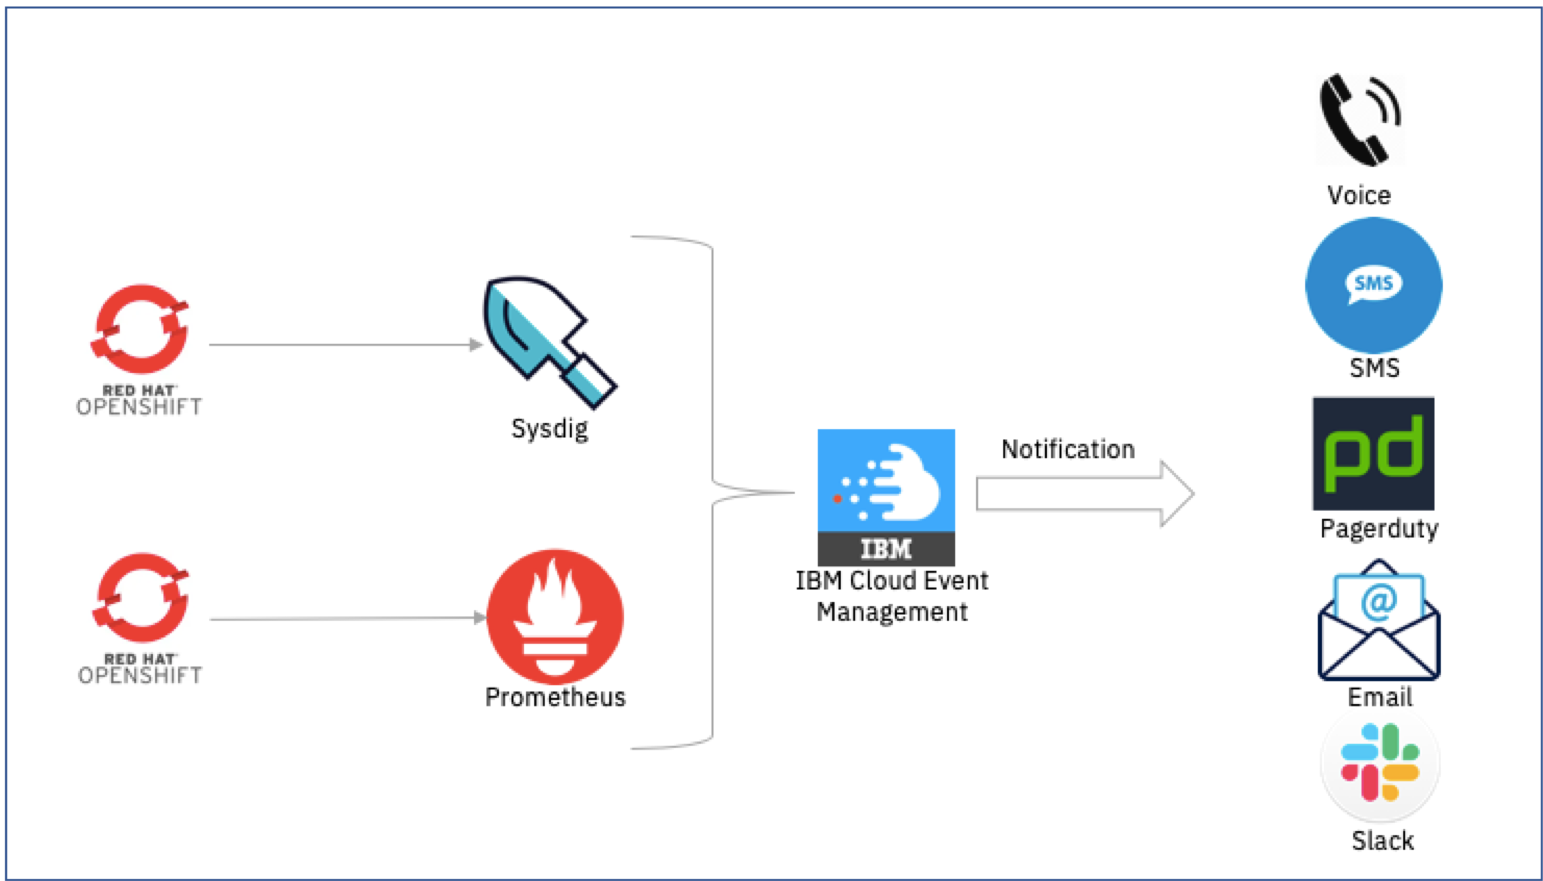 Voice
SMS
SMS
RED HAT
OPENSHIFT
Sysdig
pd
Pagerduty
Notification
IBM
IBM Cloud Event
Management
@
Email
RED HAT
OPENSHIFT
Prometheus
Slack